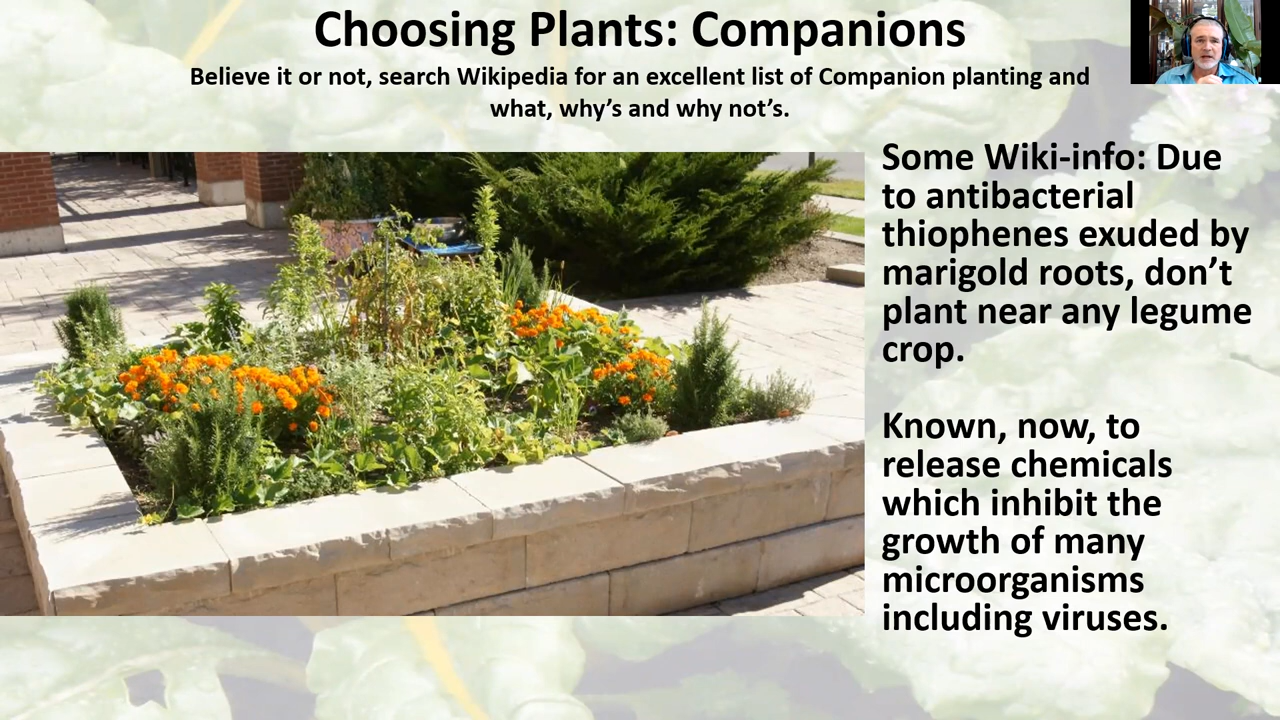 Choosing Plants: Companions
Believe it or not, search Wikipedia for an excellent list of Companion planting and
what, why’s and why not’s.
Some Wiki-info: Due
to antibacterial
thiophenes exuded by
marigold roots, don’t
plant near any legume
crop.
Known, now, to
release chemicals
which inhibit the
growth of many
microorganisms
including viruses.